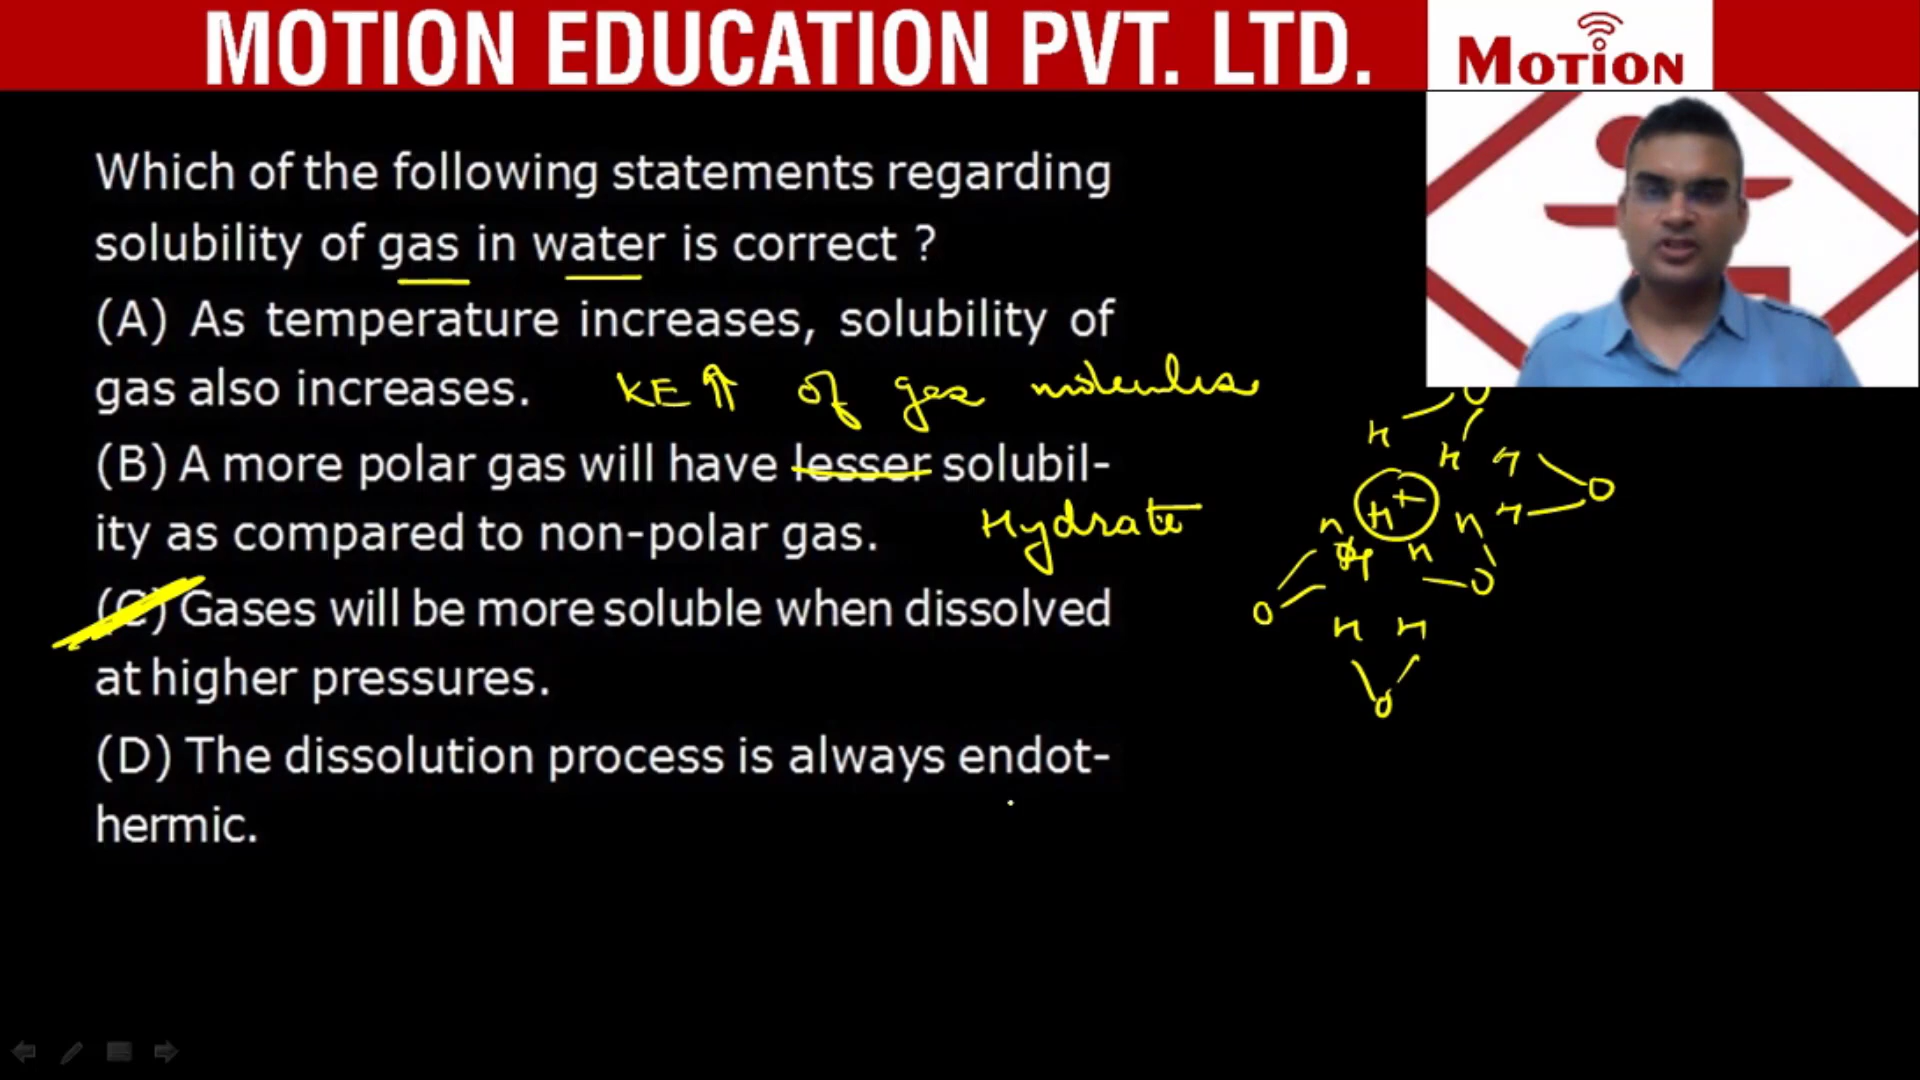 MOTION EDUCATION PVT. LTD.
MOTION
Which of the following statements regarding
solubility of gas in water is correct ?
(A) As temperature increases, solubility of
gas also increases.
KE ⇑ of gas molecules
(B) A more polar gas will have lesser solubil-
ity as compared to non-polar gas.
Hydrate
(C) Gases will be more soluble when dissolved
at higher pressures.
(D) The dissolution process is always endot-
hermic.
O
H H H O
H+ H
H H H
O O
H H
O